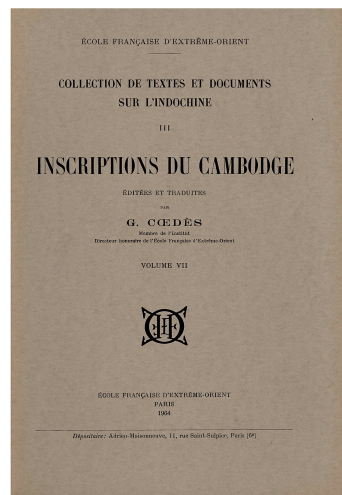 ÉCOLE FRANÇAISE D'EXTRÊME-ORIENT
COLLECTION DE TEXTES ET DOCUMENTS
SUR L'INDOCHINE
III
INSCRIPTIONS DU CAMBODGE
ÉDITÉES ET TRADUITES
PAR
G. CŒDÈS
Membre de l'Institut
Directeur honoraire de l'École Française d'Extrême-Orient
VOLUME VII
ÉCOLE FRANÇAISE D'EXTRÊME-ORIENT
PARIS
1964
Dépositaire : Adrien-Maisonneuve, 11, rue Saint-Sulpice, Paris (6e)